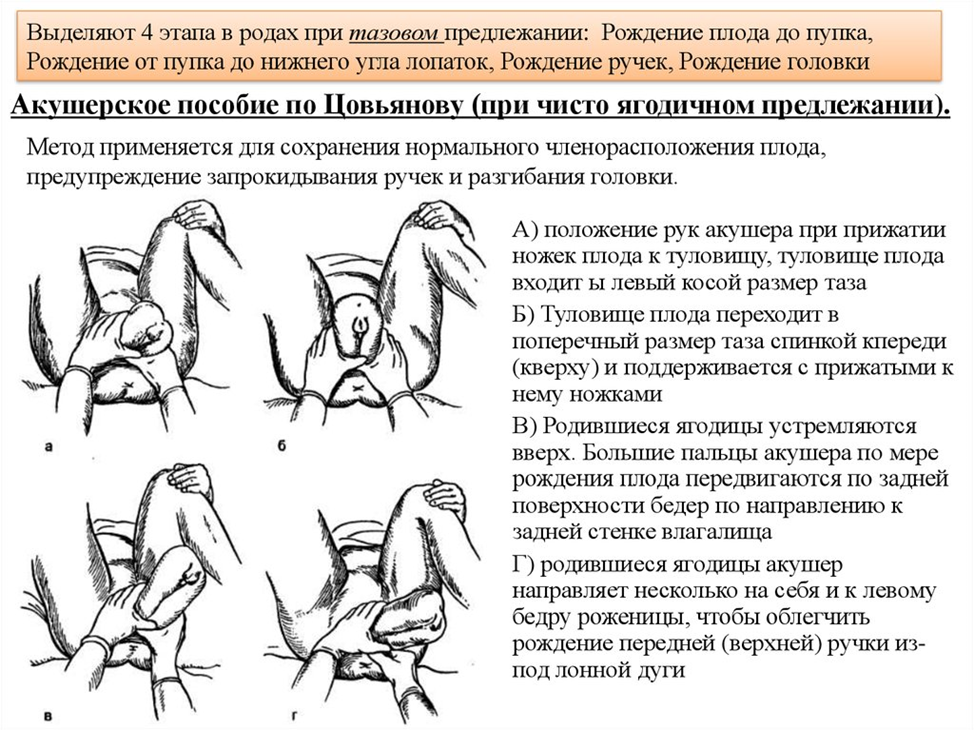 Выделяют 4 этапа в родах при тазовом предлежании: Рождение плода до пупка,
Рождение от пупка до нижнего угла лопаток, Рождение ручек, Рождение головки
Акушерское пособие по Цовьянову (при чисто ягодичном предлежании).
Метод применяется для сохранения нормального членорасположения плода,
предупреждение запрокидывания ручек и разгибания головки.
А) положение рук акушера при прижатии
ножек плода к туловищу, туловище плода
входит ы левый косой размер таза
Б) Туловище плода переходит в
поперечный размер таза спинкой кпереди
(кверху) и поддерживается с прижатыми к
нему ножками
В) Родившиеся ягодицы устремляются
вверх. Большие пальцы акушера по мере
рождения плода передвигаются по задней
поверхности бедер по направлению к
задней стенке влагалища
Г) родившиеся ягодицы акушер
направляет несколько на себя и к левому
бедру роженицы, чтобы облегчить
рождение передней (верхней) ручки из-
под лонной дуги
а
б
в
г